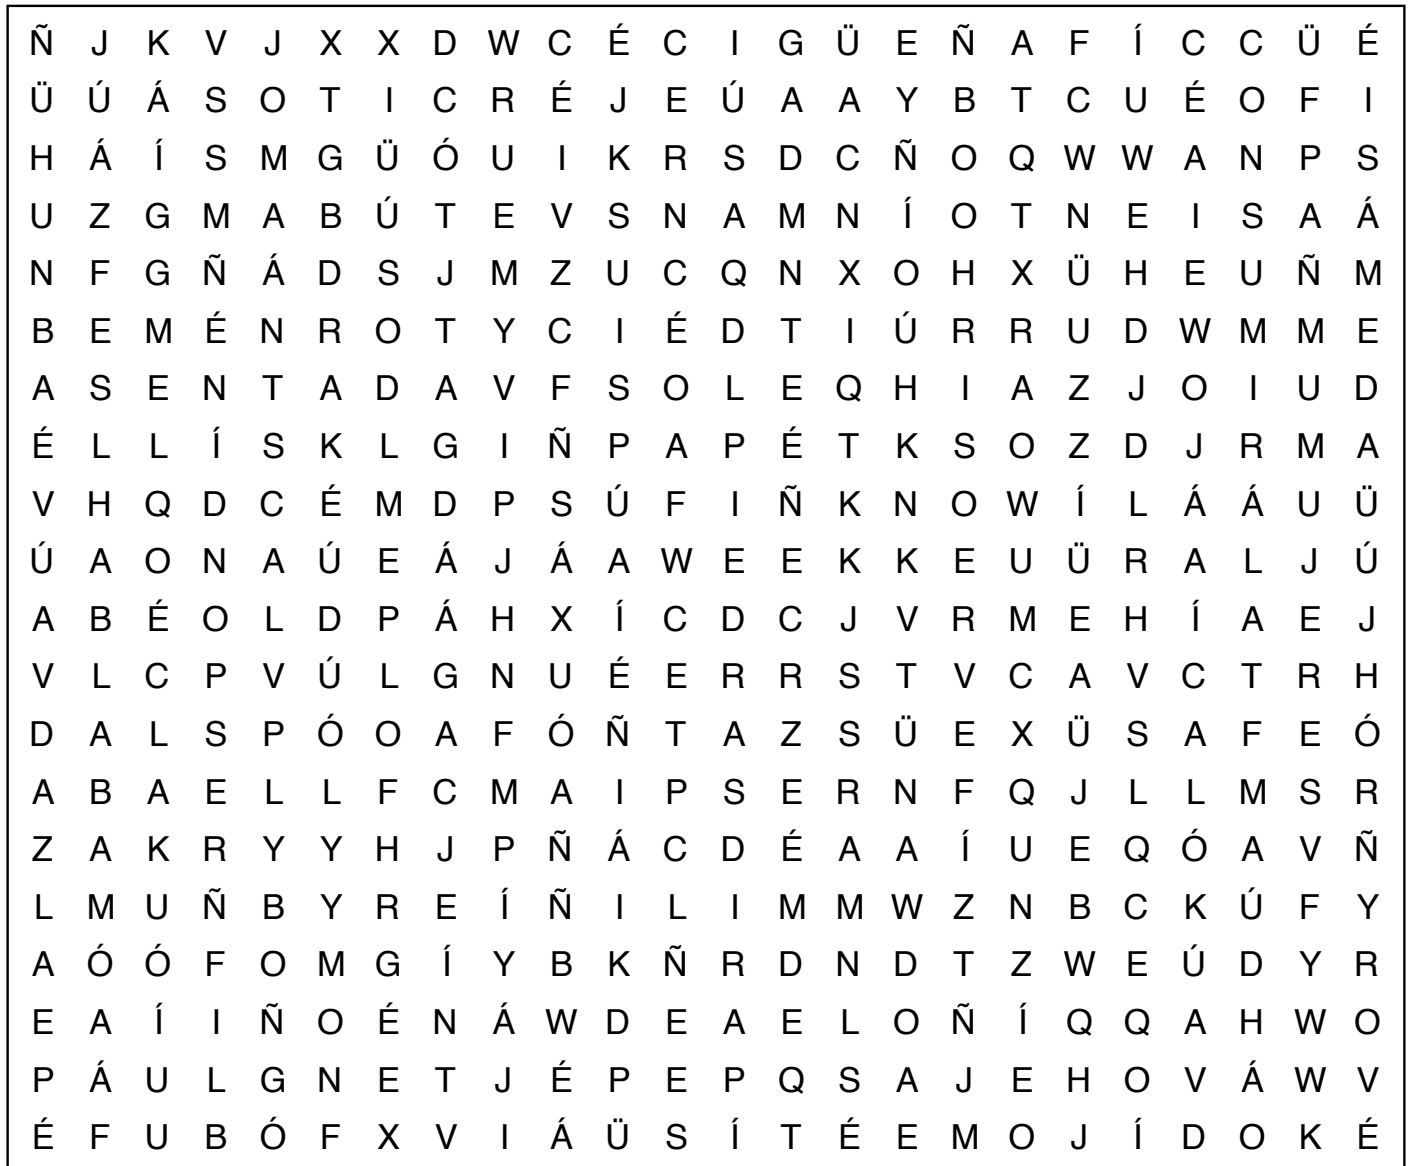 Ñ J K V J X X D W C É C I G Ü E Ñ A F Í C C Ü É
Ü Ú Á S O T I C R É J E Ú A A Y B T C U É O F I
H Á Í S M G Ü Ó U I K R S D C Ñ O Q W W A N P S
U Z G M A B Ú T E V S N A M N Í O T N E I S A Á
N F G Ñ Á D S J M Z U C Q N X O H X Ü H E U Ñ M
B E M É N R O T Y C I É D T I Ú R R U D W M M E
A S E N T A D A V F S O L E Q H I A Z J O I U D
É L L Í S K L G I Ñ P A P É T K S O Z D J R M A
V H Q D C É M D P S Ú F I Ñ K N O W Í L Á Á U Ü
Ú A O N A Ú E Á J Á A W E E K K E U Ü R A L J Ú
A B É O L D P Á H X Í C D C J V R M E H Í A E J
V L C P V Ú L G N U É E R R S T V C A V C T R H
D A L S P Ó O A F Ó Ñ T A Z S Ü E X Ü S A F E Ó
A B A E L L F C M A I P S E R N F Q J L L M S R
Z A K R Y Y H J P Ñ Á C D É A A Í U E Q Ó A V Ñ
L M U Ñ B Y R E Í Ñ I L I M M W Z N B C K Ú F Y
A Ó Ó F O M G Í Y B K Ñ R D N D T Z W E Ú D Y R
E A Í I Ñ O É N Á W D E A E L O Ñ Í Q Q A H W O
P Á U L G N E T J É P E P Q S A J E H O V Á W V
É F U B Ó F X V I Á Ü S Í T É E M O J Í D O K É